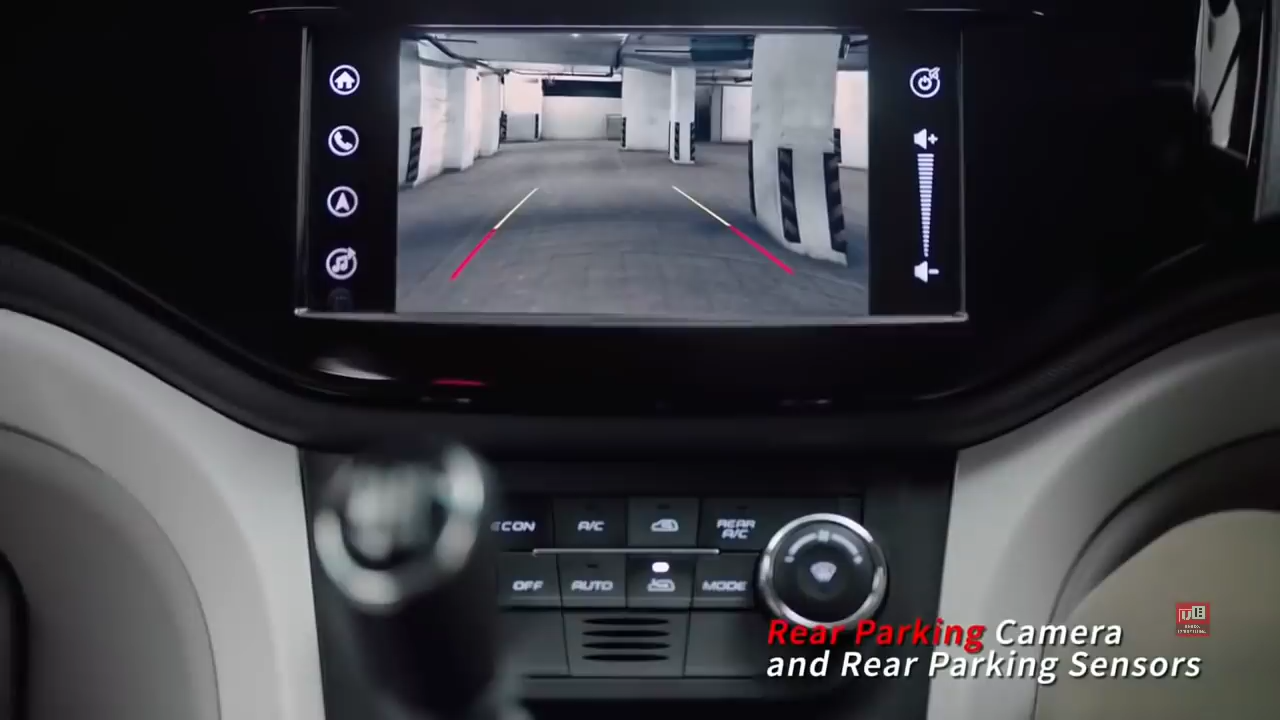 ECON
A/C
REAR
A/C
OFF
AUTO
MODE
Rear Parking Camera
and Rear Parking Sensors